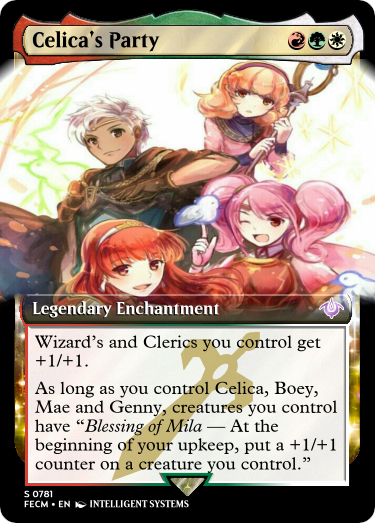 Celica's Party
Legendary Enchantment
Wizard's and Clerics you control get
+1/+1.
As long as you control Celica, Boey,
Mae and Genny, creatures you control
have “Blessing of Mila — At the
beginning of your upkeep, put a +1/+1
counter on a creature you control.”
S 0781
FECM • EN INTELLIGENT SYSTEMS